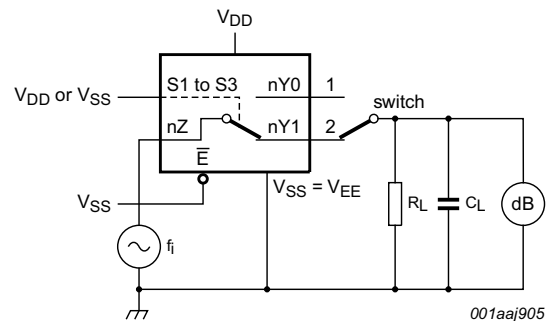 VDD
S1 to S3
nY0
1
VDD or VSS
switch
nZ
nY1
2
E
VSS = VEE
VSS
RL
CL
dB
fi
001aaj905